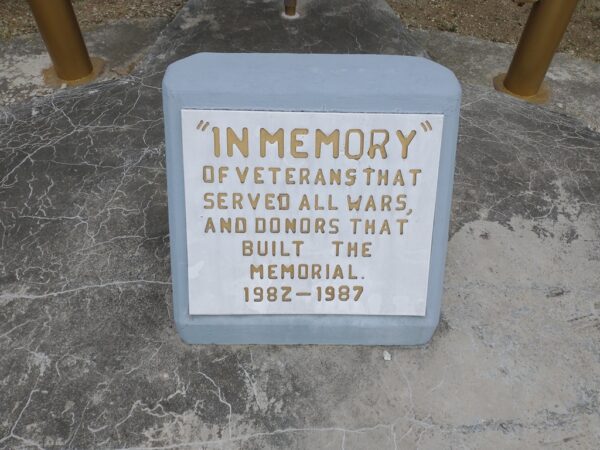 "IN MEMORY"
OF VETERANS THAT
SERVED ALL WARS,
AND DONORS THAT
BUILT THE
MEMORIAL.
1982-1987